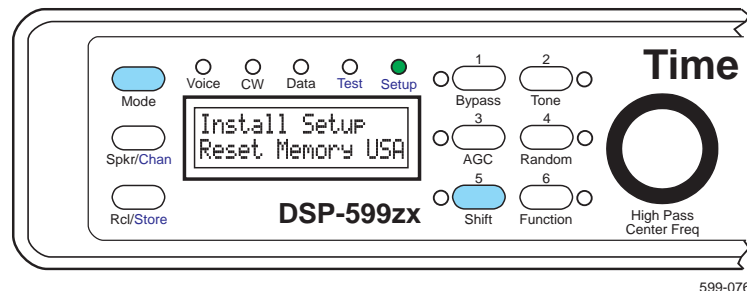 1 2 Time
Voice CW Data Test Setup
Mode Bypass Tone
Install Setup
Reset Memory USA
3 4
Spkr/Chan AGC Random
5 6
Rcl/Store DSP-599zx Shift Function
High Pass
Center Freq
599-076